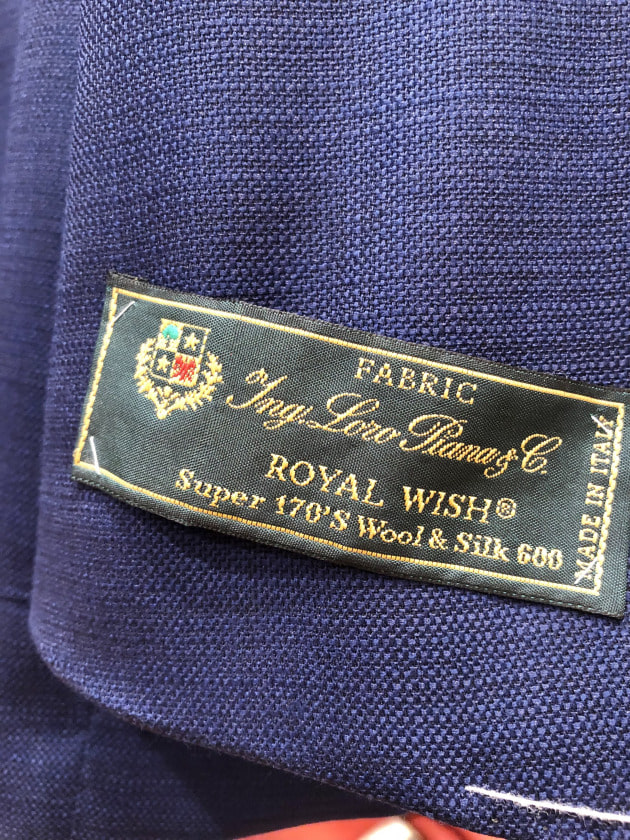 FABRIC
Ing. Loro Piana & C.
ROYAL WISH®
Super 170'S Wool & Silk 600
MADE IN ITALY